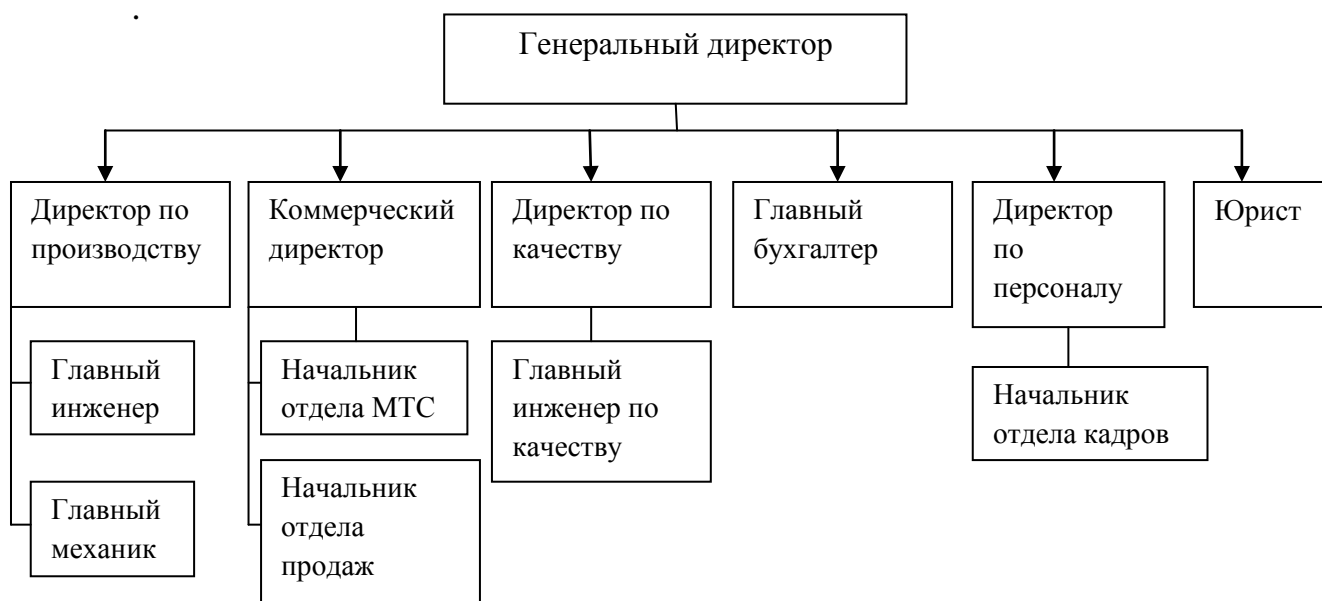 Генеральный директор
Директор по
производству
Коммерческий
директор
Директор по
качеству
Главный
бухгалтер
Директор
по
персоналу
Юрист
Главный
инженер
Начальник
отдела МТС
Главный
инженер по
качеству
Начальник
отдела кадров
Главный
механик
Начальник
отдела
продаж